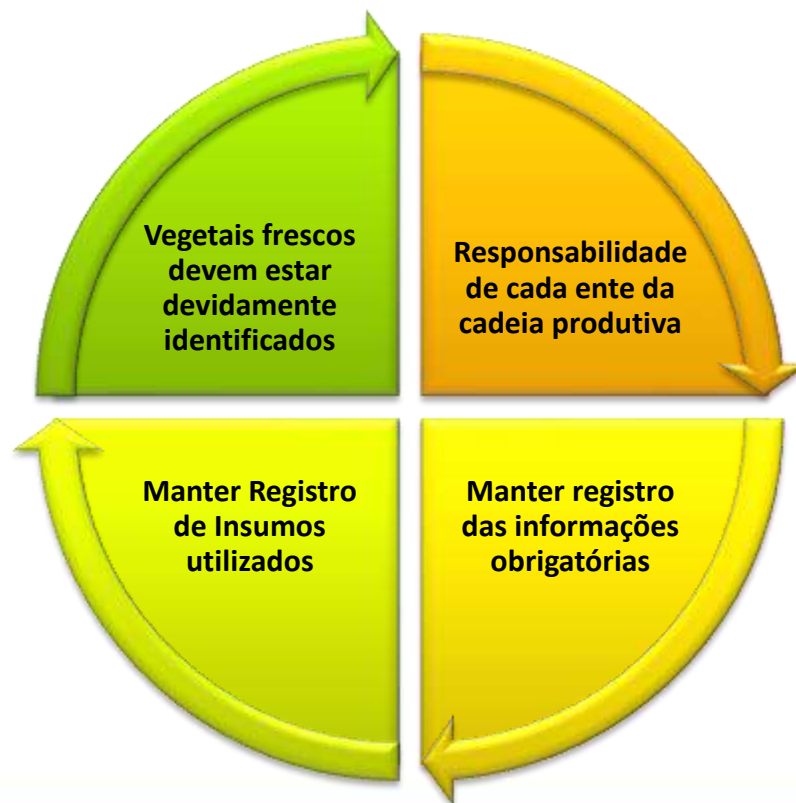 Vegetais frescos
devem estar
devidamente
identificados
Responsabilidade
de cada ente da
cadeia produtiva
Manter Registro
de Insumos
utilizados
Manter registro
das informações
obrigatórias